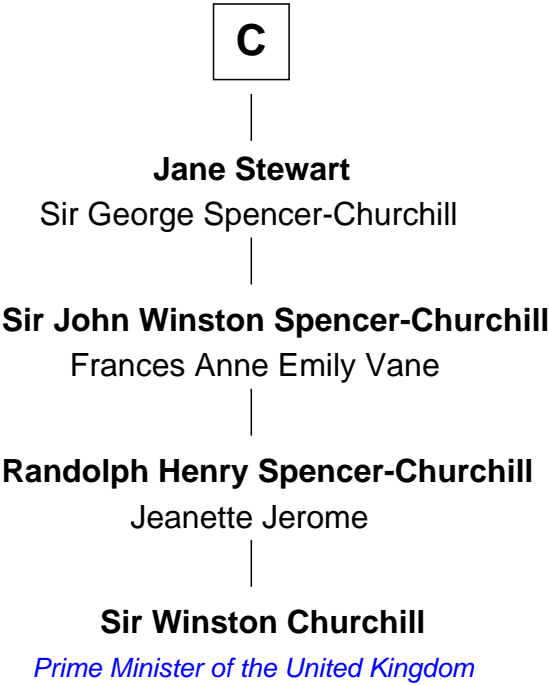 C
Jane Stewart
Sir George Spencer-Churchill
Sir John Winston Spencer-Churchill
Frances Anne Emily Vane
Randolph Henry Spencer-Churchill
Jeanette Jerome
Sir Winston Churchill
Prime Minister of the United Kingdom